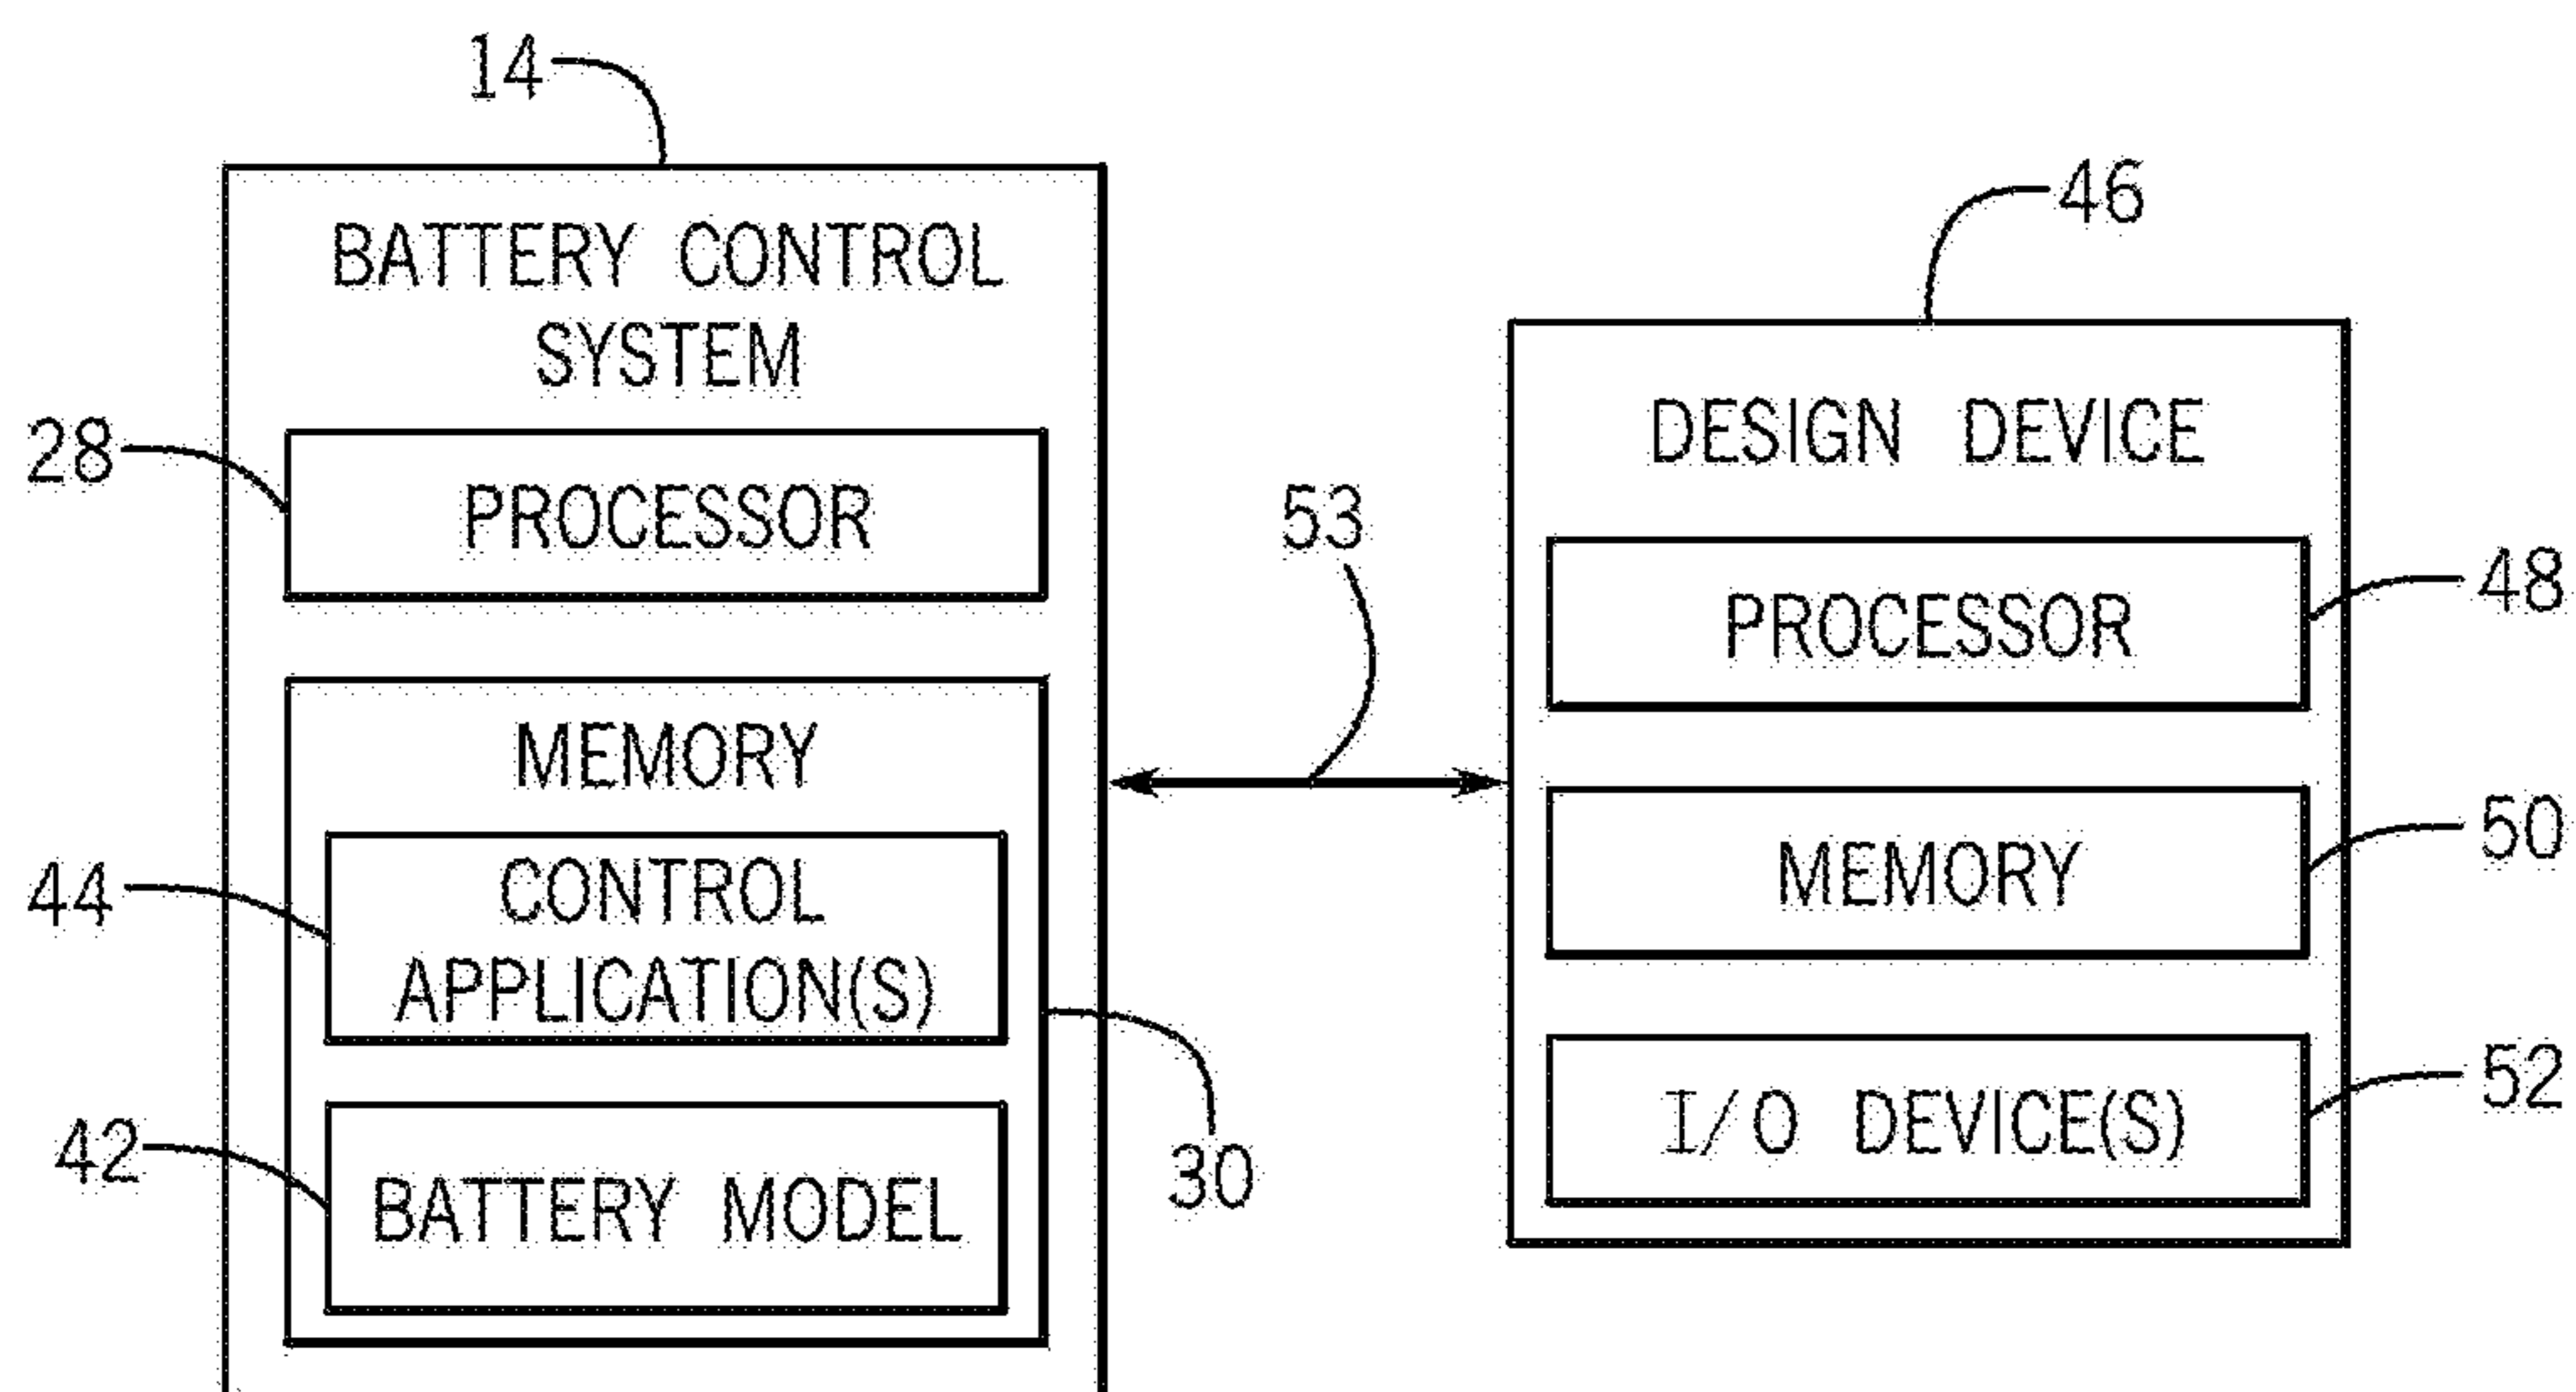 14
BATTERY CONTROL
SYSTEM
28
PROCESSOR
MEMORY
44
CONTROL
APPLICATION(S)
42
BATTERY MODEL
30
53
46
DESIGN DEVICE
PROCESSOR
48
MEMORY
50
I/O DEVICE(S)
52